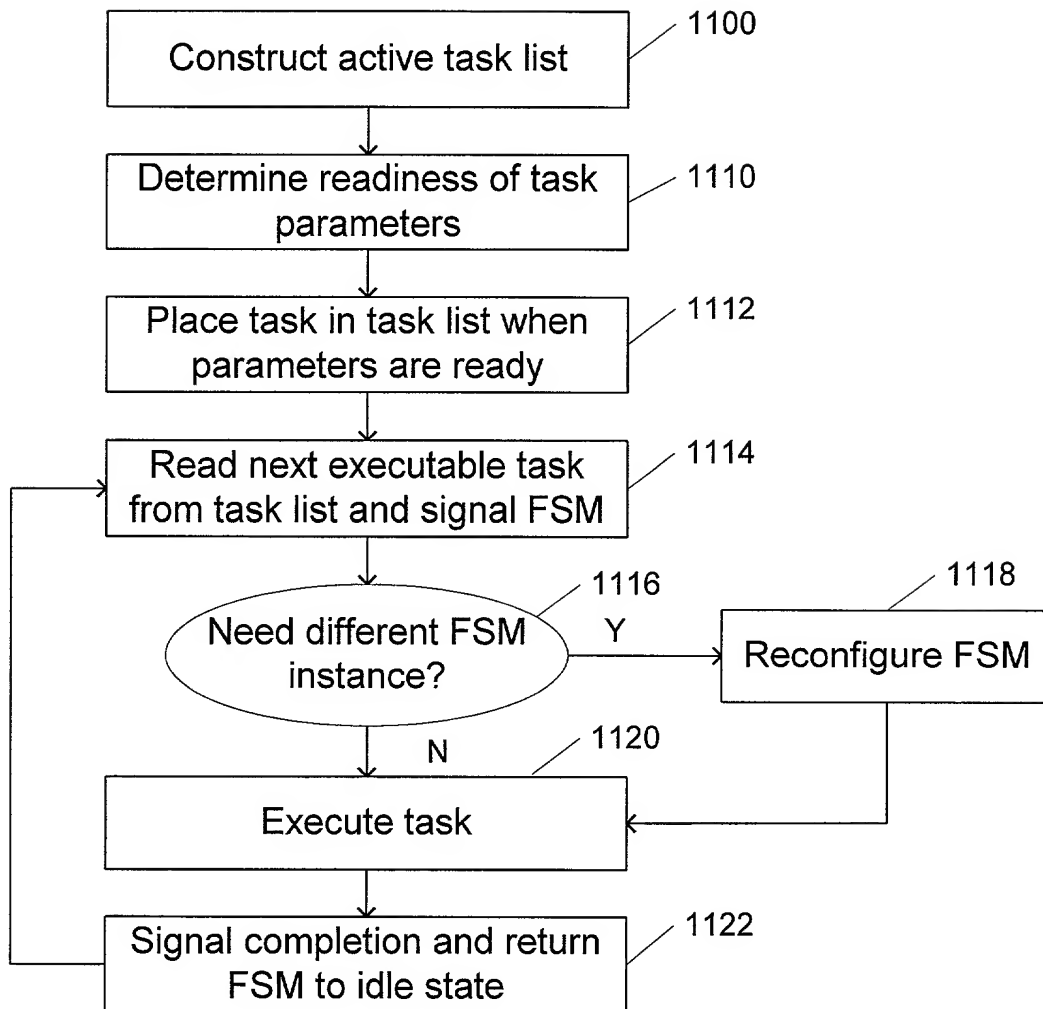 Construct active task list
1100
Determine readiness of task
parameters
1110
Place task in task list when
parameters are ready
1112
Read next executable task
from task list and signal FSM
1114
Need different FSM
instance?
1116
Y
Reconfigure FSM
1118
N
Execute task
1120
Signal completion and return
FSM to idle state
1122